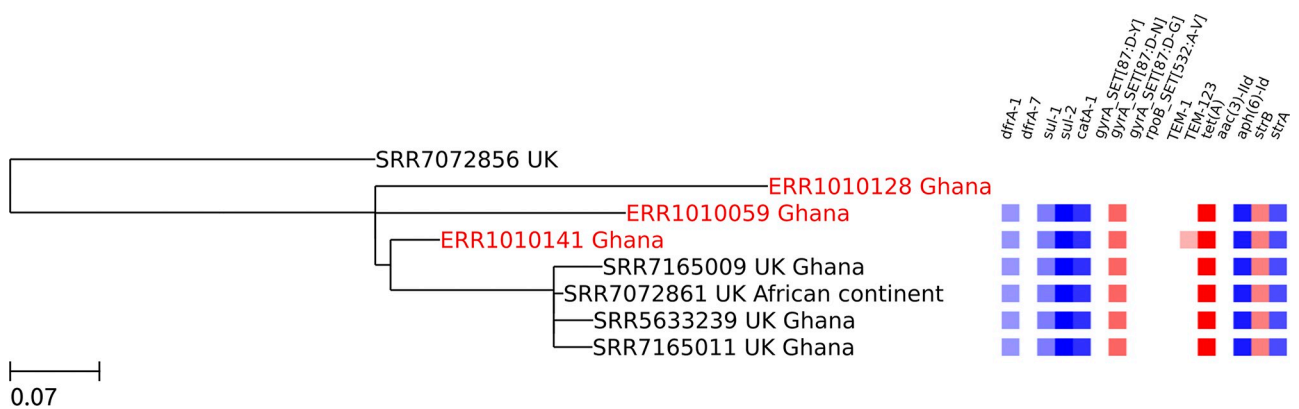 dfrA-1
dfrA-7
sul-1
sul-2
catA-1
gyrA_SET[87:D-Y]
gyrA_SET[87:D-N]
gyrA_SET[87:D-G]
rpoB_SET[532:A-V]
TEM-1
TEM-123
tet(A)
aac(3)-IId
aph(6)-Id
strB
strA
SRR7072856 UK
ERR1010128 Ghana
ERR1010059 Ghana
ERR1010141 Ghana
SRR7165009 UK Ghana
SRR7072861 UK African continent
SRR5633239 UK Ghana
SRR7165011 UK Ghana
0.07